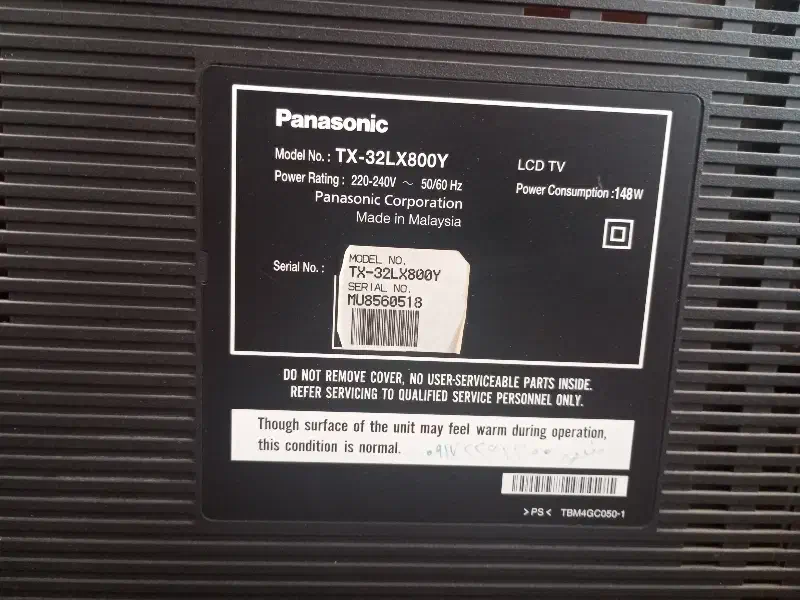 Panasonic
Model No. : TX-32LX800Y
LCD TV
Power Rating : 220-240V ~ 50/60 Hz
Power Consumption :148W
Panasonic Corporation
Made in Malaysia
Serial No. :
MODEL NO.
TX-32LX800Y
SERIAL NO.
MU8560518
DO NOT REMOVE COVER, NO USER-SERVICEABLE PARTS INSIDE.
REFER SERVICING TO QUALIFIED SERVICE PERSONNEL ONLY.
Though surface of the unit may feel warm during operation,
this condition is normal.
>PS< TBM4GC050-1